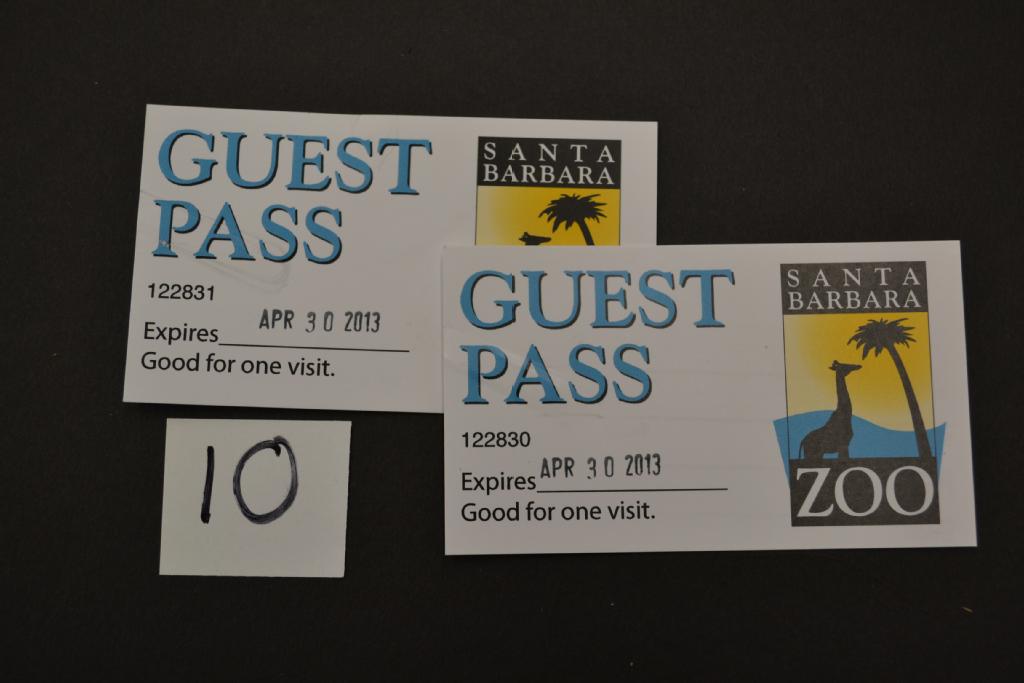 GUEST
PASS
122831
Expires APR 30 2013
Good for one visit.
SANTA
BARBARA
GUEST
PASS
122830
Expires APR 30 2013
Good for one visit.
SANTA
BARBARA
ZOO
10